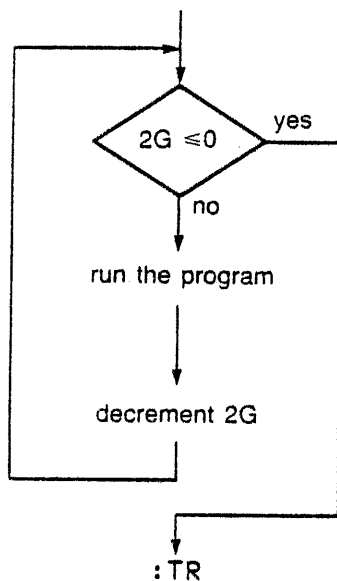 2G ≤0
yes
no
run the program
decrement 2G
:TR